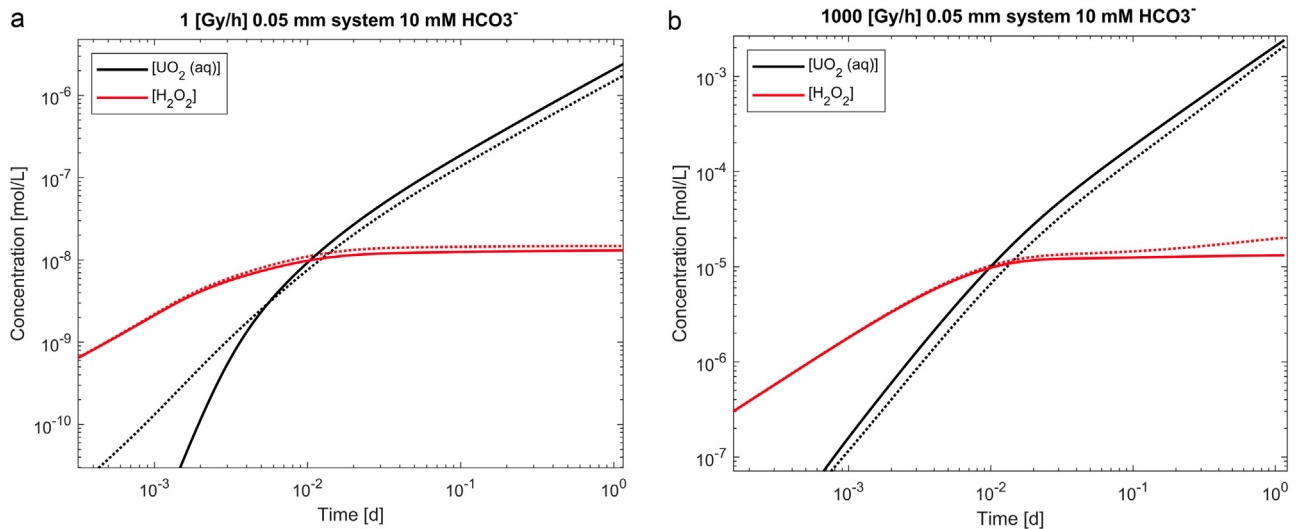 a
1 [Gy/h] 0.05 mm system 10 mM HCO3⁻
[UO₂ (aq)]
[H₂O₂]
Concentration [mol/L]
10⁻⁶
10⁻⁷
10⁻⁸
10⁻⁹
10⁻¹⁰
10⁻³
10⁻²
10⁻¹
10⁰
Time [d]
b
1000 [Gy/h] 0.05 mm system 10 mM HCO3⁻
[UO₂ (aq)]
[H₂O₂]
Concentration [mol/L]
10⁻³
10⁻⁴
10⁻⁵
10⁻⁶
10⁻⁷
10⁻³
10⁻²
10⁻¹
10⁰
Time [d]